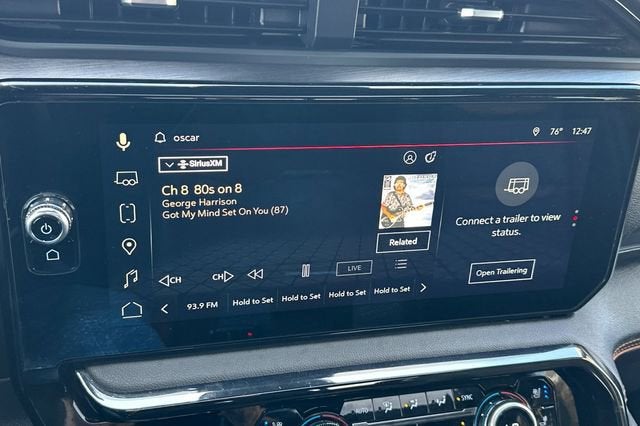 oscar
76° 12:47
SiriusXM
Ch 8 80s on 8
George Harrison
Got My Mind Set On You (87)
Related
Connect a trailer to view
status.
Open Trailering
CH
CH
LIVE
93.9 FM Hold to Set Hold to Set Hold to Set Hold to Set
AUTO
SYNC